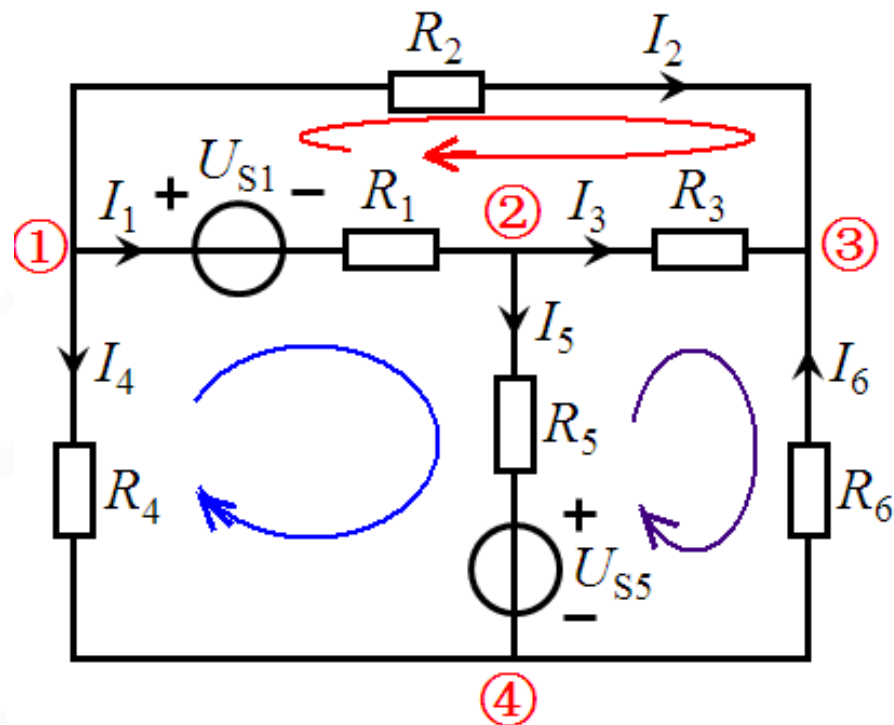 R2 I2
+ US1 −
① I1 R1 ② I3 R3 ③
I4 I5 I6
R4 R5 R6
+
US5
−
④